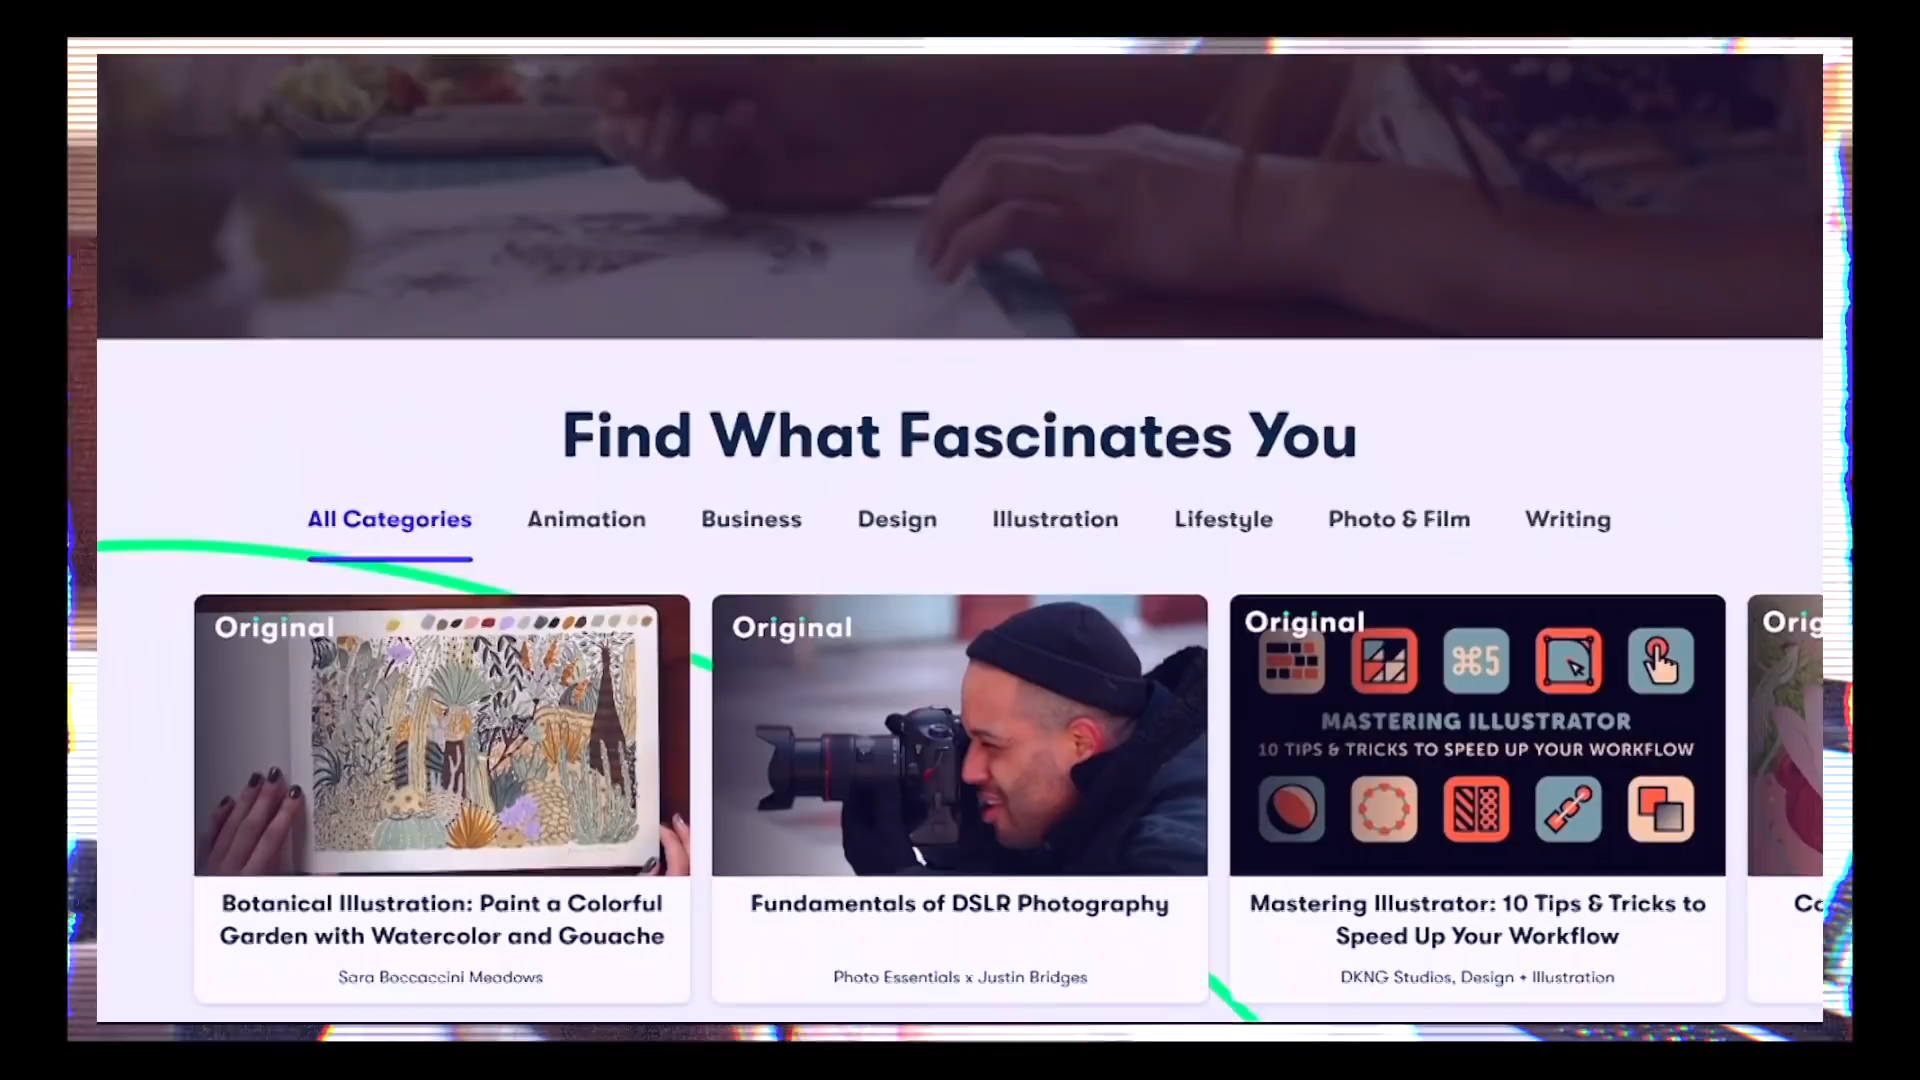 Find What Fascinates You
All Categories Animation Business Design Illustration Lifestyle Photo & Film Writing
Original
Botanical Illustration: Paint a Colorful
Garden with Watercolor and Gouache
Sara Boccaccini Meadows
Original
Fundamentals of DSLR Photography
Photo Essentials x Justin Bridges
Original
⌘5
MASTERING ILLUSTRATOR
10 TIPS & TRICKS TO SPEED UP YOUR WORKFLOW
Mastering Illustrator: 10 Tips & Tricks to
Speed Up Your Workflow
DKNG Studios, Design + Illustration
Orig